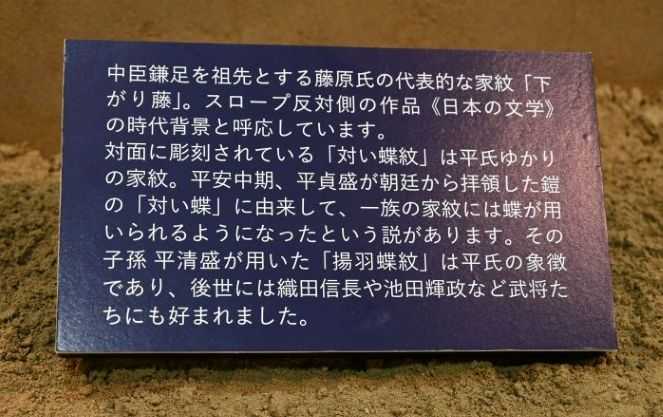 中臣鎌足を祖先とする藤原氏の代表的な家紋「下
がり藤」。スロープ反対側の作品《日本の文学》
の時代背景と呼応しています。
対面に彫刻されている「対い蝶紋」は平氏ゆかり
の家紋。平安中期、平貞盛が朝廷から拝領した鎧
の「対い蝶」に由来して、一族の家紋には蝶が用
いられるようになったという説があります。その
子孫 平清盛が用いた「揚羽蝶紋」は平氏の象徴
であり、後世には織田信長や池田輝政など武将た
ちにも好まれました。